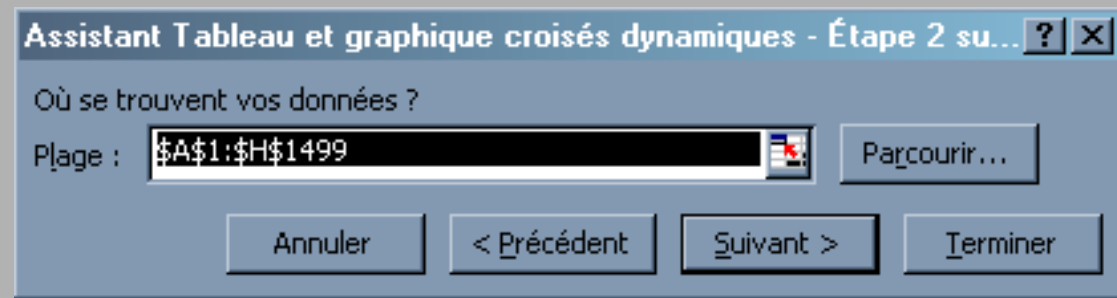 Assistant Tableau et graphique croisés dynamiques - Étape 2 su...
Où se trouvent vos données ?
Plage : $A$1:$H$1499 Parcourir...
Annuler < Précédent Suivant > Terminer